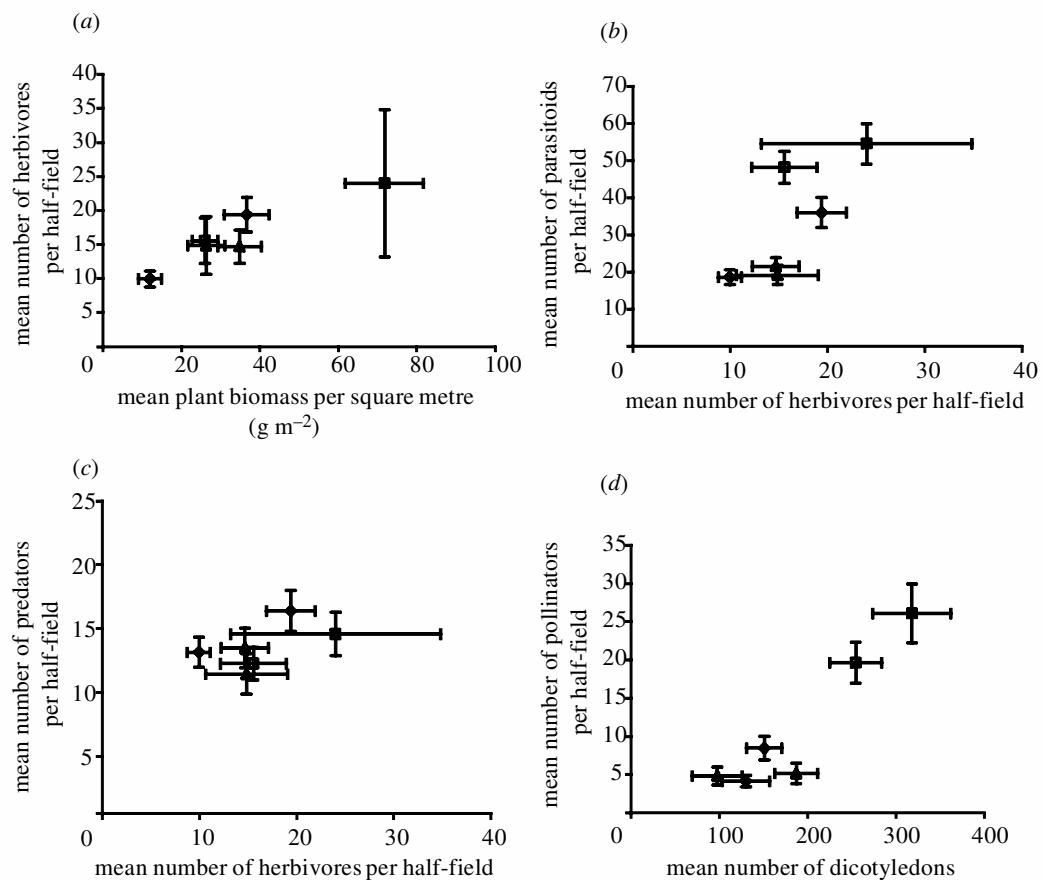 (a)
mean number of herbivores
per half-field
40
35
30
25
20
15
10
5
0
20
40
60
80
100
mean plant biomass per square metre
(g m⁻²)
(b)
mean number of parasitoids
per half-field
70
60
50
40
30
20
10
0
10
20
30
40
mean number of herbivores per half-field
(c)
mean number of predators
per half-field
25
20
15
10
5
0
10
20
30
40
mean number of herbivores per half-field
(d)
mean number of pollinators
per half-field
35
30
25
20
15
10
5
0
100
200
300
400
mean number of dicotyledons